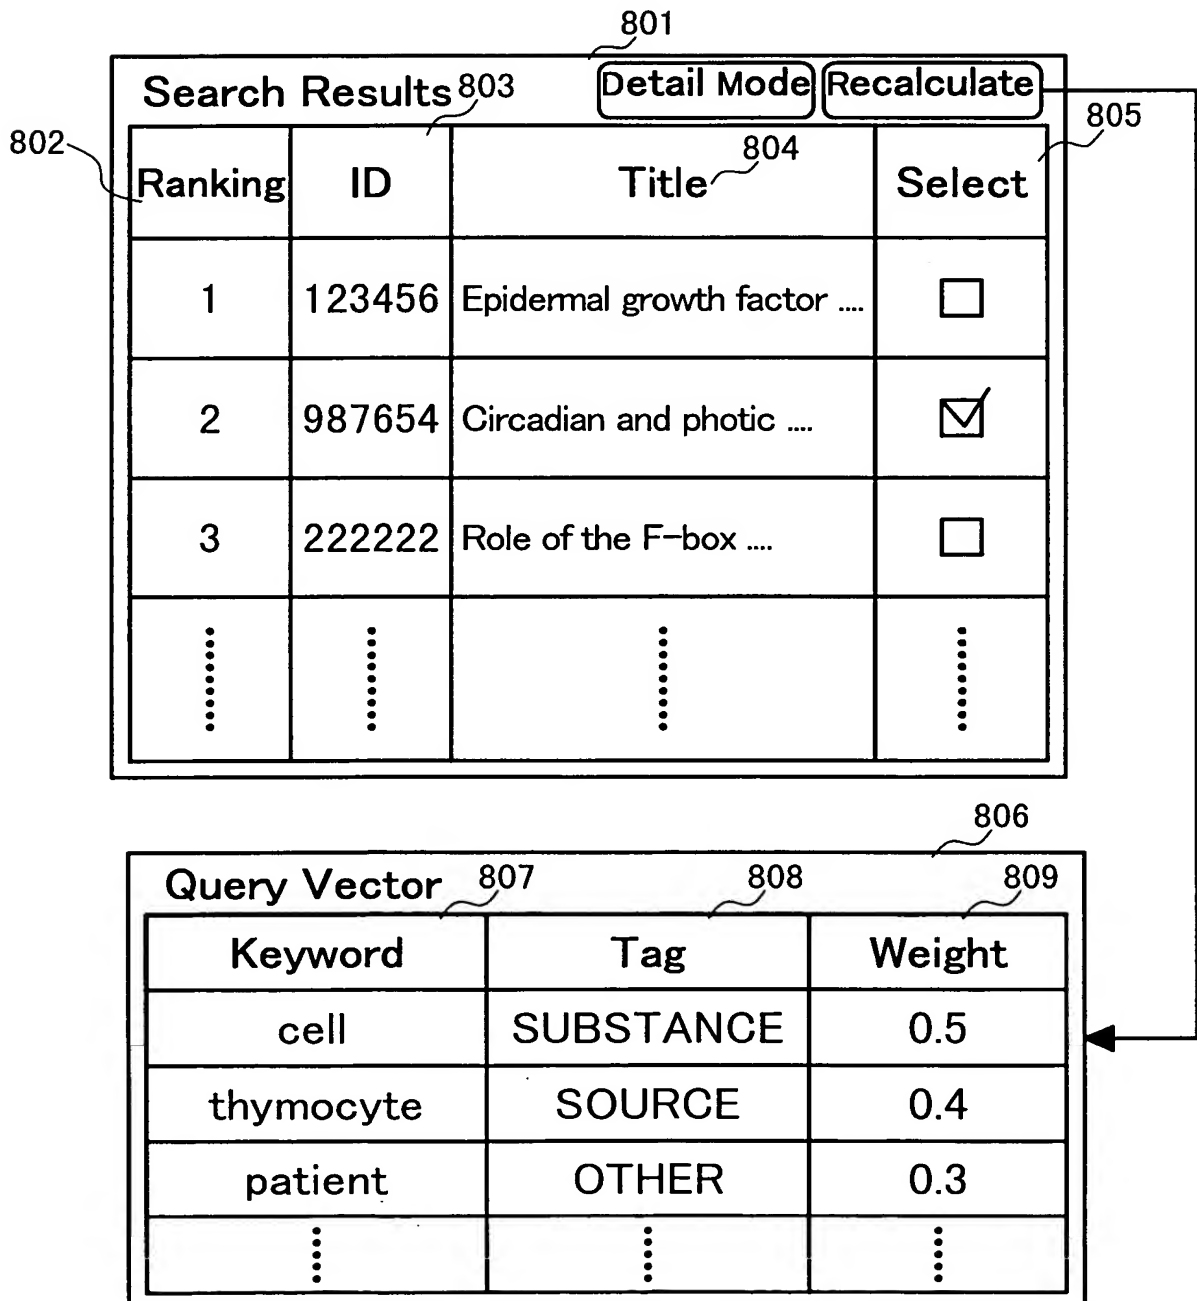 801
Search Results 803 Detail Mode Recalculate
802 804 805
Ranking ID Title Select
1 123456 Epidermal growth factor ....
2 987654 Circadian and photic ....
3 222222 Role of the F-box ....
806
Query Vector 807 808 809
Keyword Tag Weight
cell SUBSTANCE 0.5
thymocyte SOURCE 0.4
patient OTHER 0.3